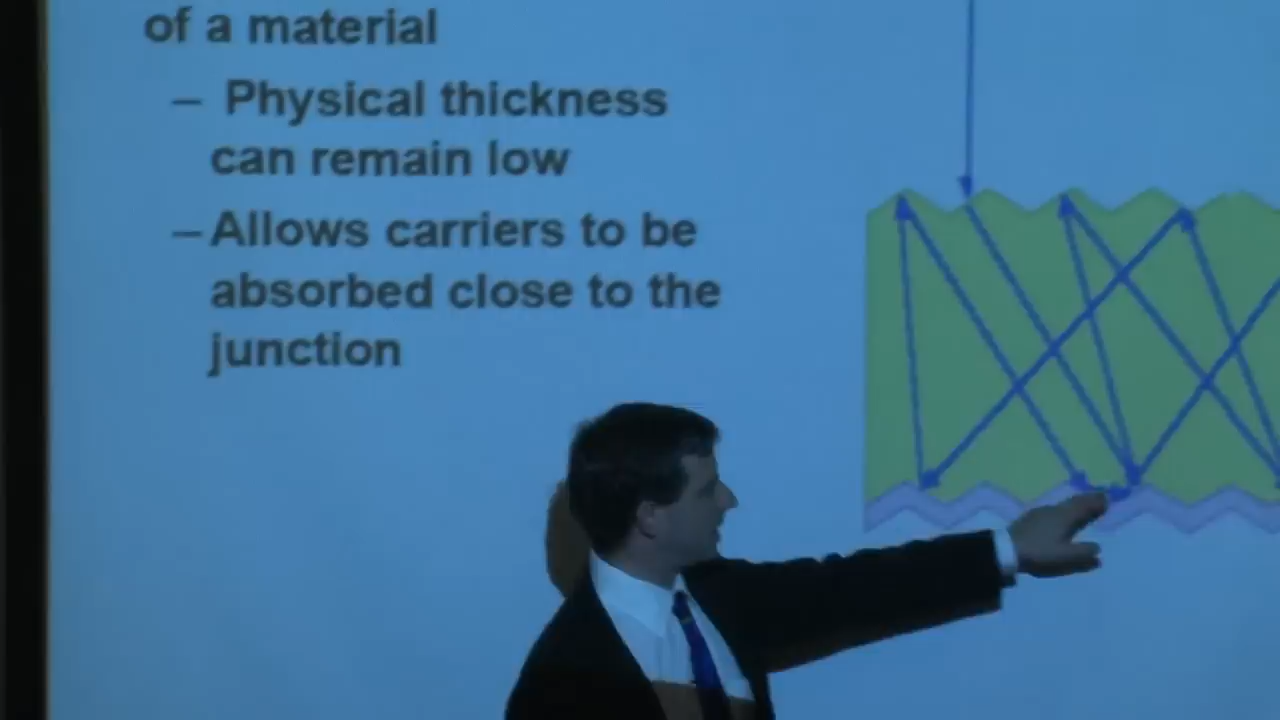 of a material
– Physical thickness
can remain low
– Allows carriers to be
absorbed close to the
junction